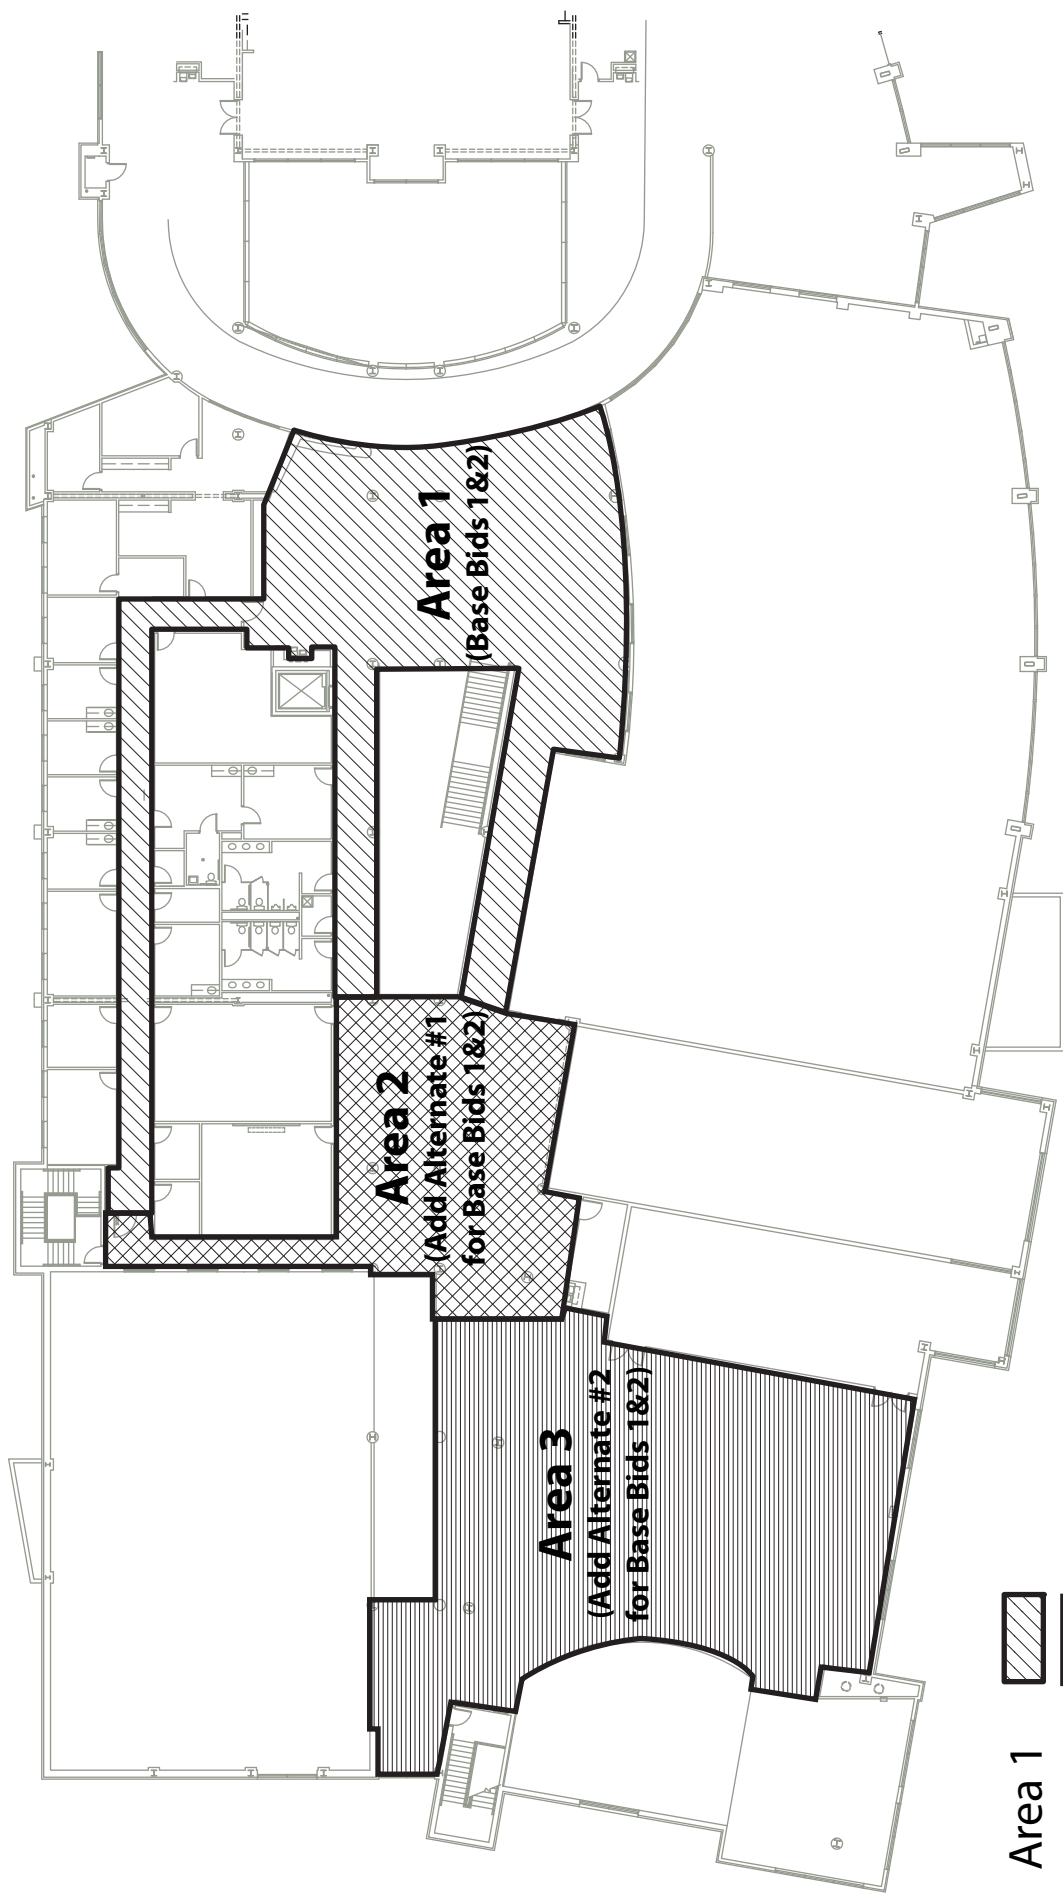 Area 1
(Base Bids 1&2)
Area 2
(Add Alternate #1
for Base Bids 1&2)
Area 3
(Add Alternate #2
for Base Bids 1&2)
Area 1